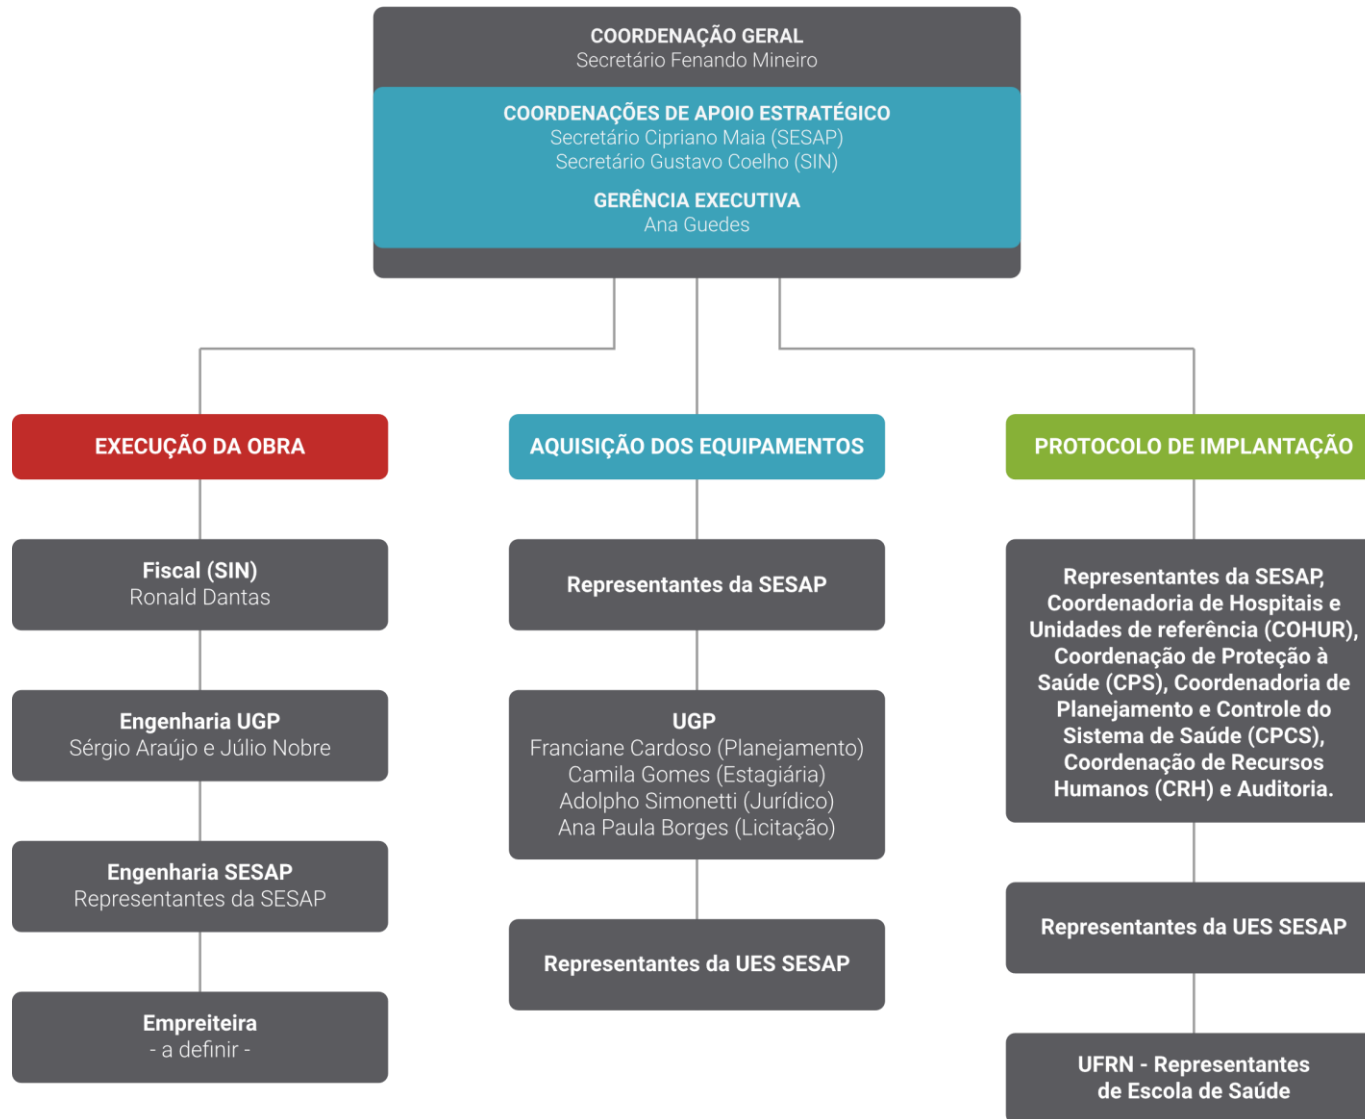 COORDENAÇÃO GERAL
Secretário Fenando Mineiro
COORDENAÇÕES DE APOIO ESTRATÉGICO
Secretário Cipriano Maia (SESAP)
Secretário Gustavo Coelho (SIN)
GERÊNCIA EXECUTIVA
Ana Guedes
EXECUÇÃO DA OBRA
Fiscal (SIN)
Ronald Dantas
Engenharia UGP
Sérgio Araújo e Júlio Nobre
Engenharia SESAP
Representantes da SESAP
Empreiteira
- a definir -
AQUISIÇÃO DOS EQUIPAMENTOS
Representantes da SESAP
UGP
Franciane Cardoso (Planejamento)
Camila Gomes (Estagiária)
Adolpho Simonetti (Jurídico)
Ana Paula Borges (Licitação)
Representantes da UES SESAP
PROTOCOLO DE IMPLANTAÇÃO
Representantes da SESAP,
Coordenadoria de Hospitais e
Unidades de referência (COHUR),
Coordenação de Proteção à
Saúde (CPS), Coordenadoria de
Planejamento e Controle do
Sistema de Saúde (CPCS),
Coordenação de Recursos
Humanos (CRH) e Auditoria.
Representantes da UES SESAP
UFRN - Representantes
de Escola de Saúde